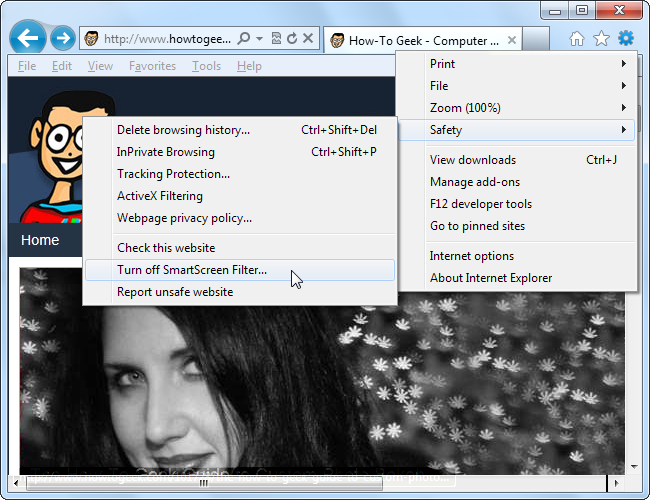 http://www.howtogee...
How-To Geek - Computer ...
File Edit View Favorites Tools Help
Print
File
Zoom (100%)
Safety
View downloads Ctrl+J
Manage add-ons
F12 developer tools
Go to pinned sites
Internet options
About Internet Explorer
Delete browsing history... Ctrl+Shift+Del
InPrivate Browsing Ctrl+Shift+P
Tracking Protection...
ActiveX Filtering
Webpage privacy policy...
Check this website
Turn off SmartScreen Filter...
Report unsafe website
Home